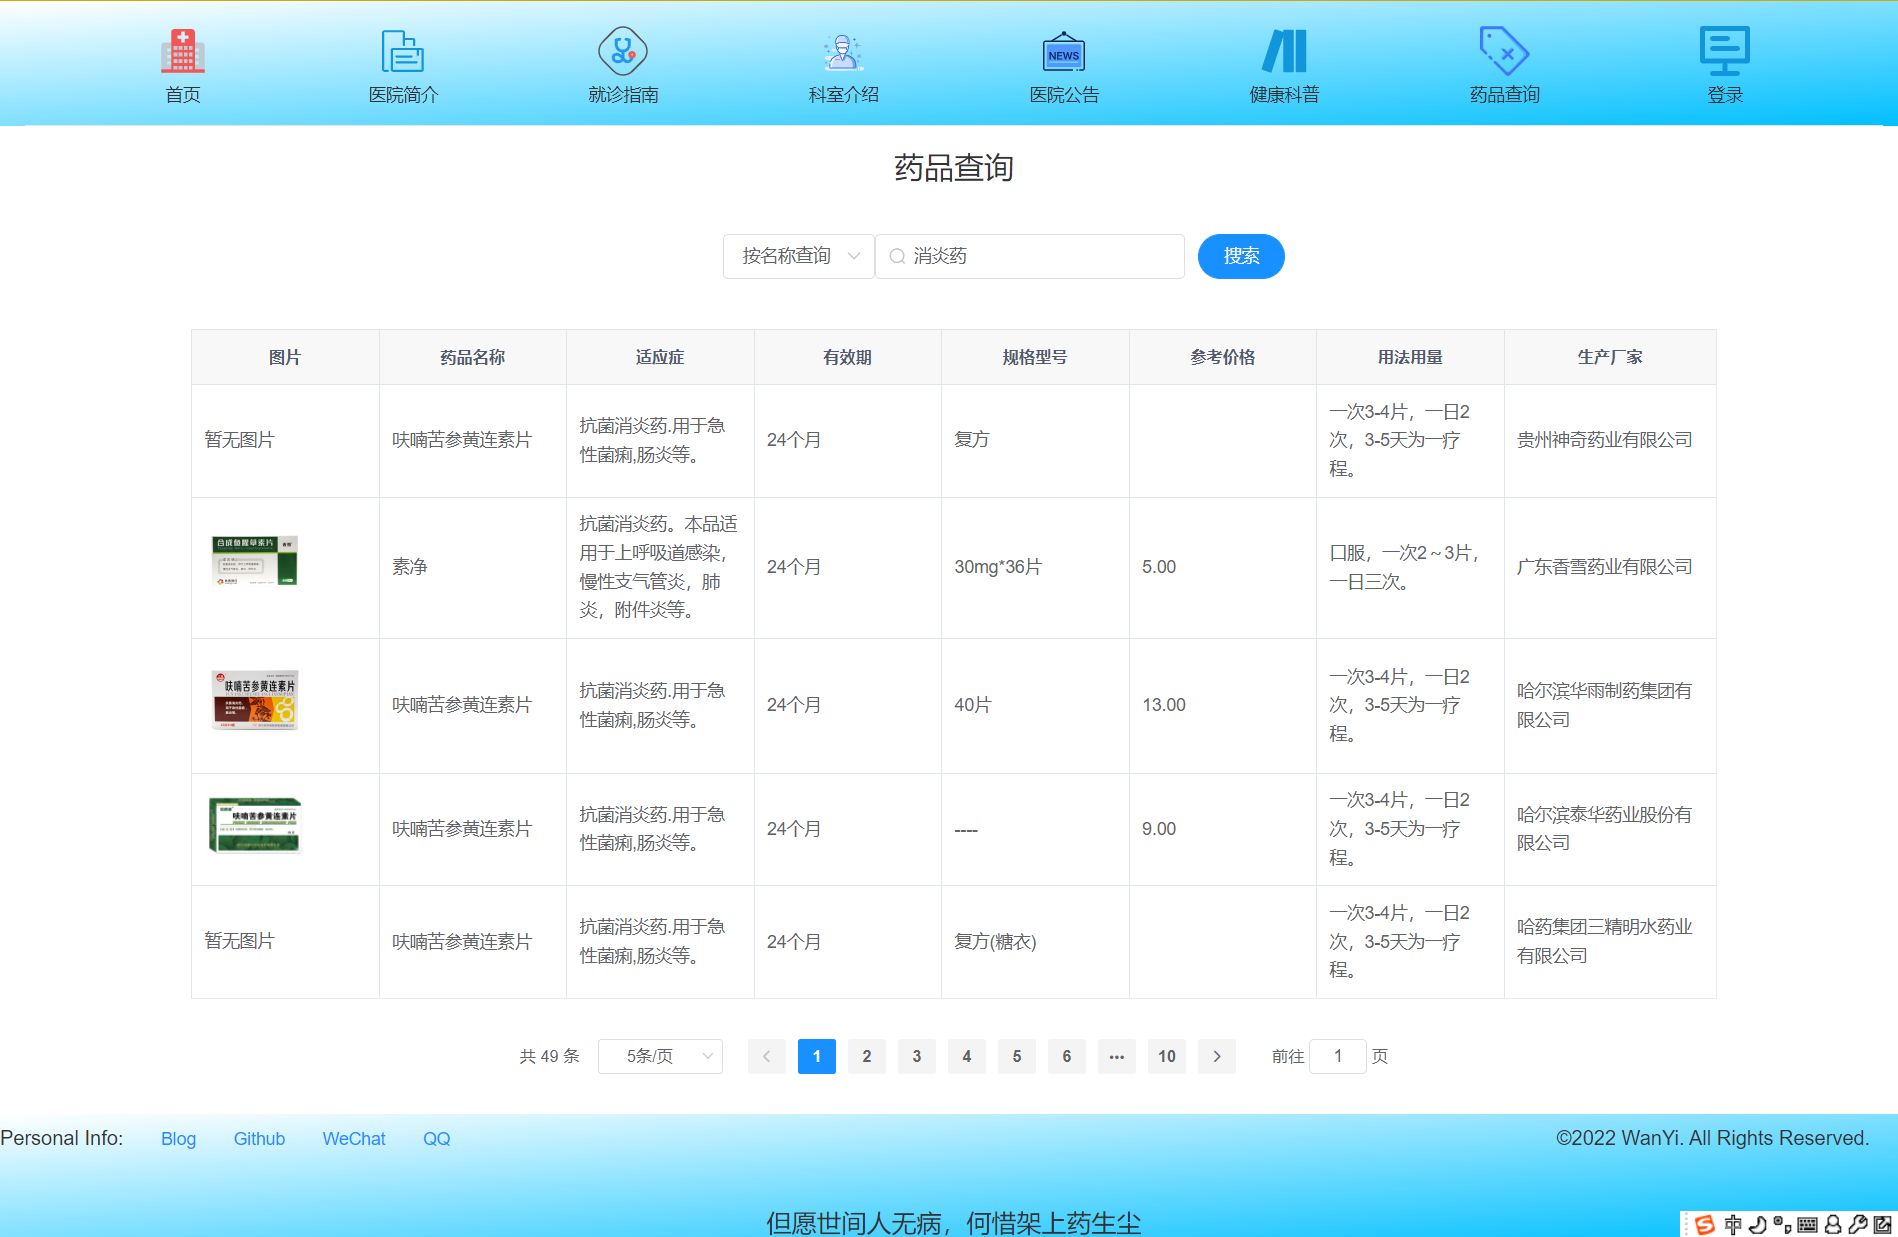 首页
医院简介
就诊指南
科室介绍
NEWS
医院公告
健康科普
药品查询
登录
药品查询
按名称查询
消炎药
搜索
图片 药品名称 适应症 有效期 规格型号 参考价格 用法用量 生产厂家
暂无图片
呋喃苦参黄连素片
抗菌消炎药.用于急
性菌痢,肠炎等。
24个月
复方
一次3-4片，一日2
次，3-5天为一疗
程。
贵州神奇药业有限公司
合成鱼腥草素片
素净
抗菌消炎药。本品适
用于上呼吸道感染，
慢性支气管炎，肺
炎，附件炎等。
24个月
30mg*36片
5.00
口服，一次2～3片，
一日三次。
广东香雪药业有限公司
呋喃苦参黄连素片
呋喃苦参黄连素片
抗菌消炎药.用于急
性菌痢,肠炎等。
24个月
40片
13.00
一次3-4片，一日2
次，3-5天为一疗
程。
哈尔滨华雨制药集团有
限公司
呋喃苦参黄连素片
呋喃苦参黄连素片
抗菌消炎药.用于急
性菌痢,肠炎等。
24个月
----
9.00
一次3-4片，一日2
次，3-5天为一疗
程。
哈尔滨泰华药业股份有
限公司
暂无图片
呋喃苦参黄连素片
抗菌消炎药.用于急
性菌痢,肠炎等。
24个月
复方(糖衣)
一次3-4片，一日2
次，3-5天为一疗
程。
哈药集团三精明水药业
有限公司
共 49 条 5条/页 1 2 3 4 5 6 ••• 10 前往 1 页
Personal Info: Blog Github WeChat QQ ©2022 WanYi. All Rights Reserved.
但愿世间人无病，何惜架上药生尘
中